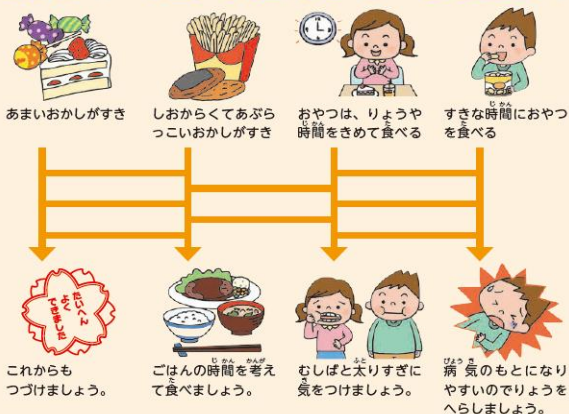 あまいおかしがすき
しおからくてあぶら
っこいおかしがすき
おやつは、りょうや
時間をきめて食べる
すきな時間におやつ
を食べる
たいへん
よく
できました
これからも
つづけましょう。
ごはんの時間を考え
て食べましょう。
むしばと太りすぎに
気をつけましょう。
病気のもとになり
やすいのでりょうを
へらしましょう。